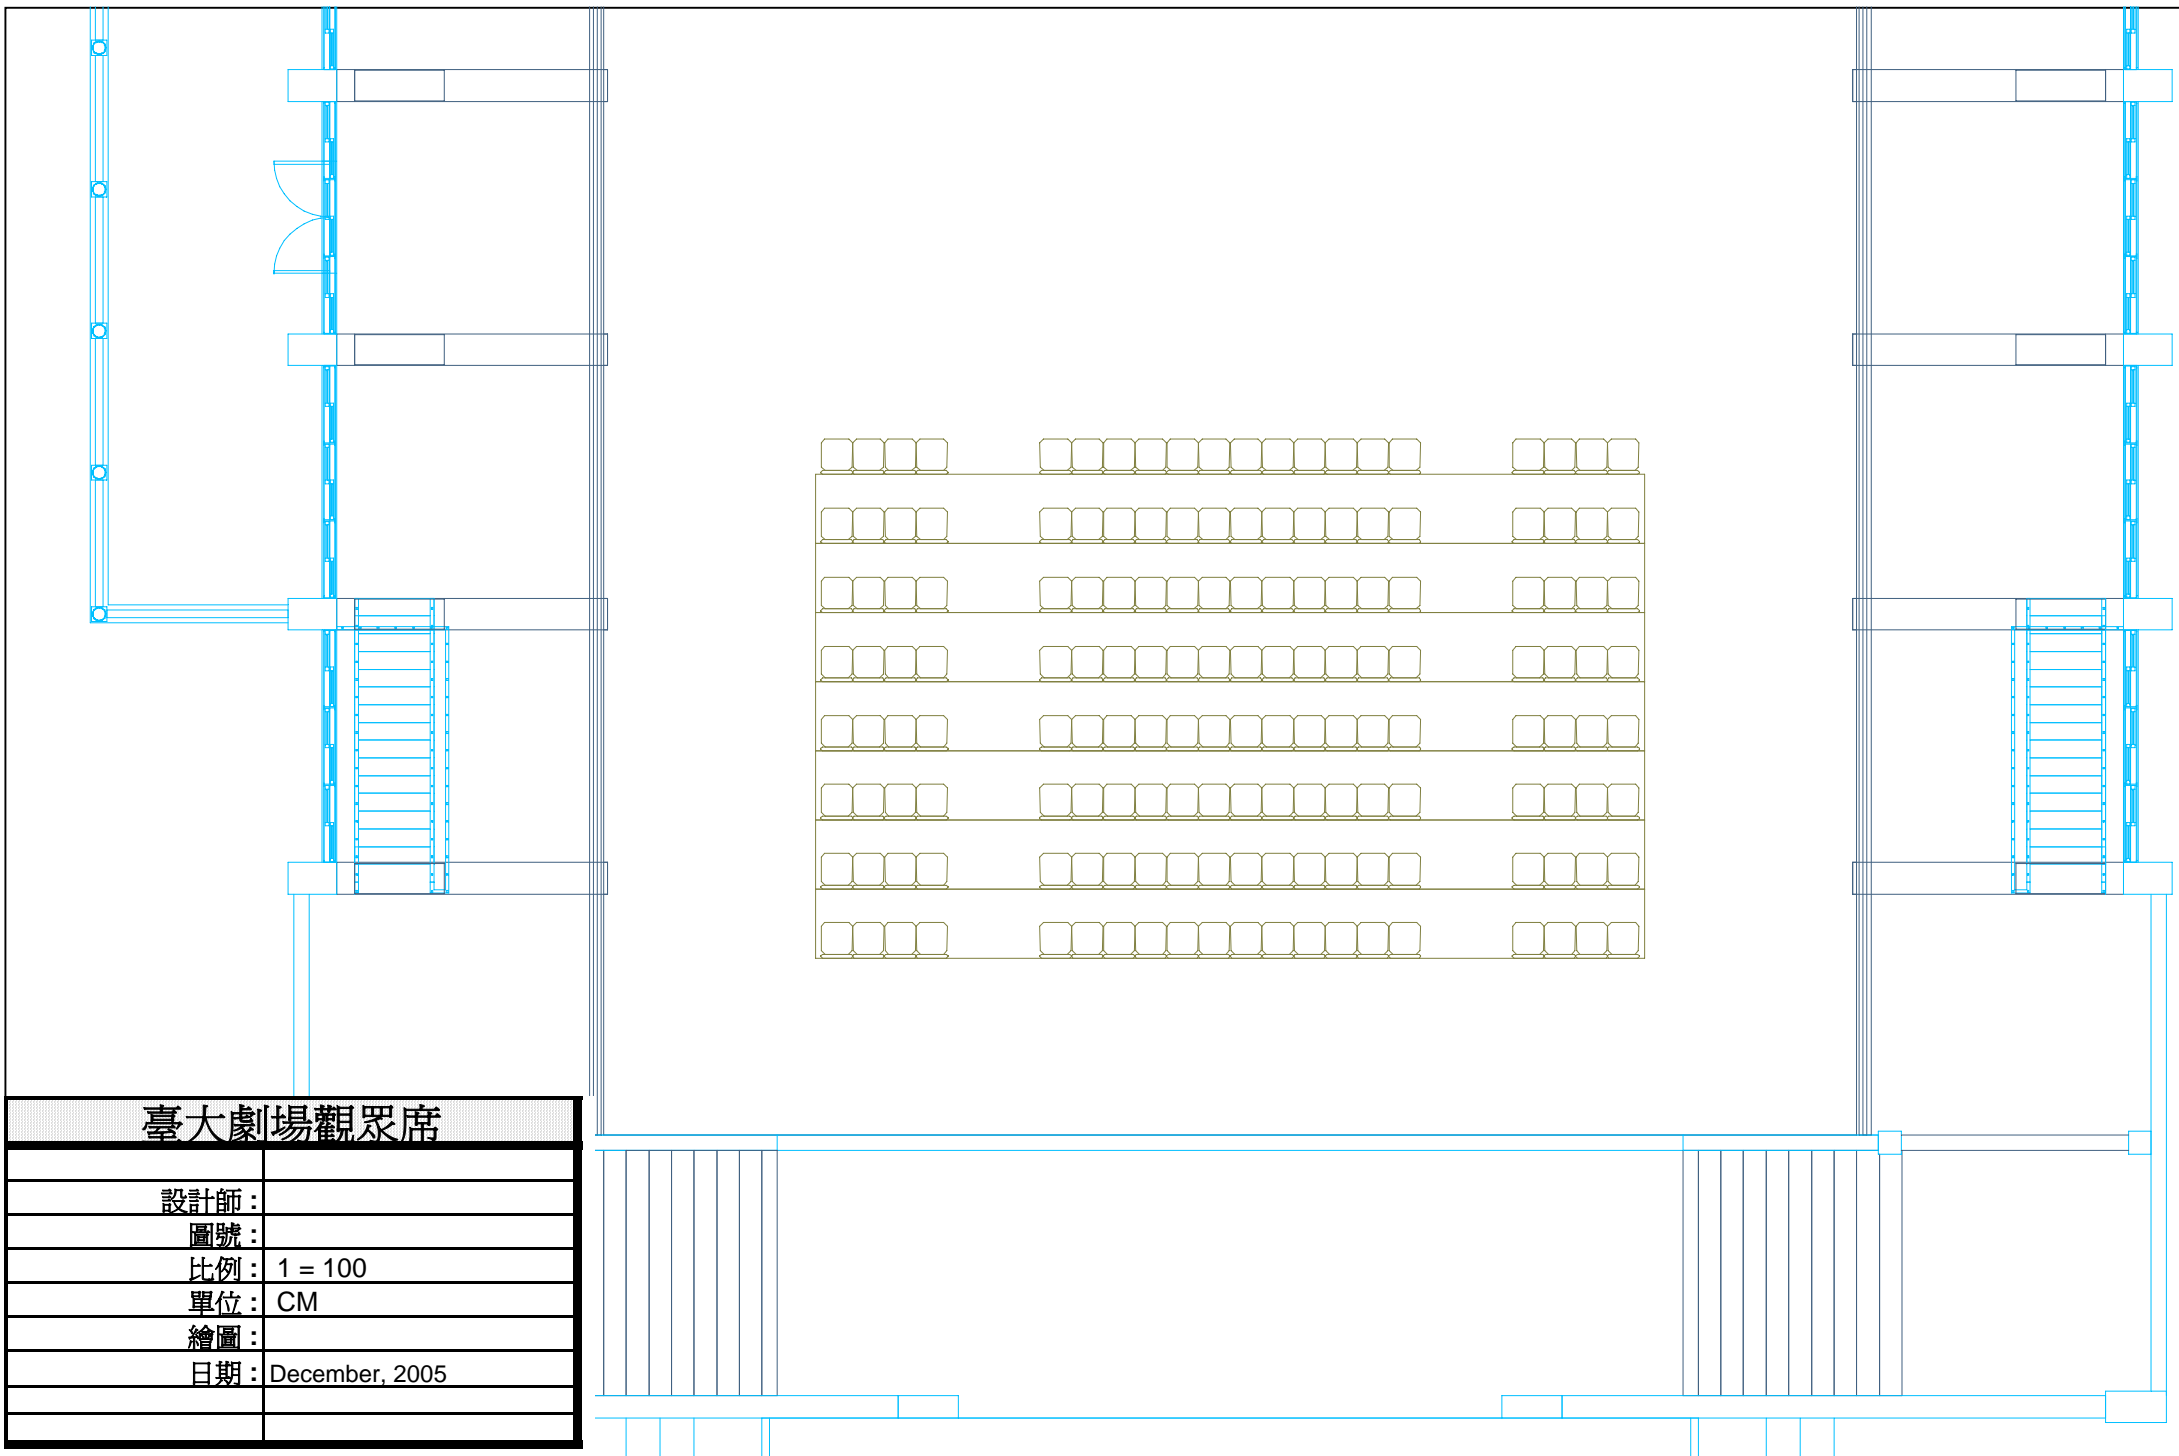 臺大劇場觀眾席
設計師：
圖號：
比例： 1 = 100
單位： CM
繪圖：
日期： December, 2005